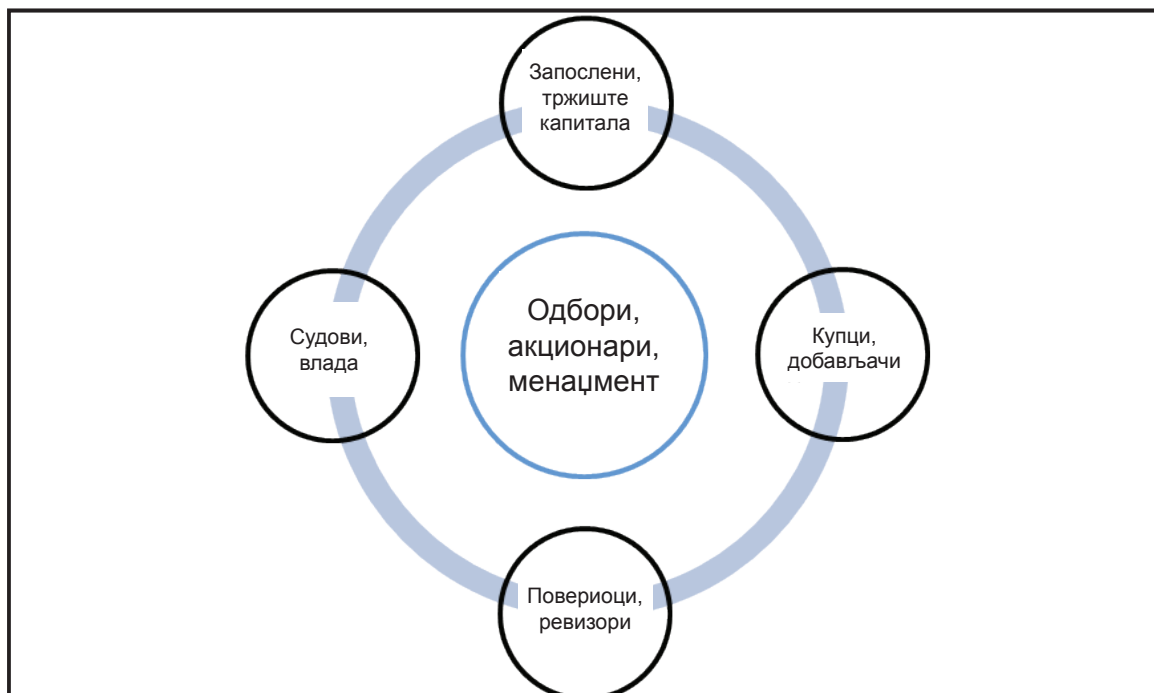 Запослени,
тржиште
капитала
Судови,
влада
Одбори,
акционари,
менаџмент
Купци,
добављачи
Повериоци,
ревизори